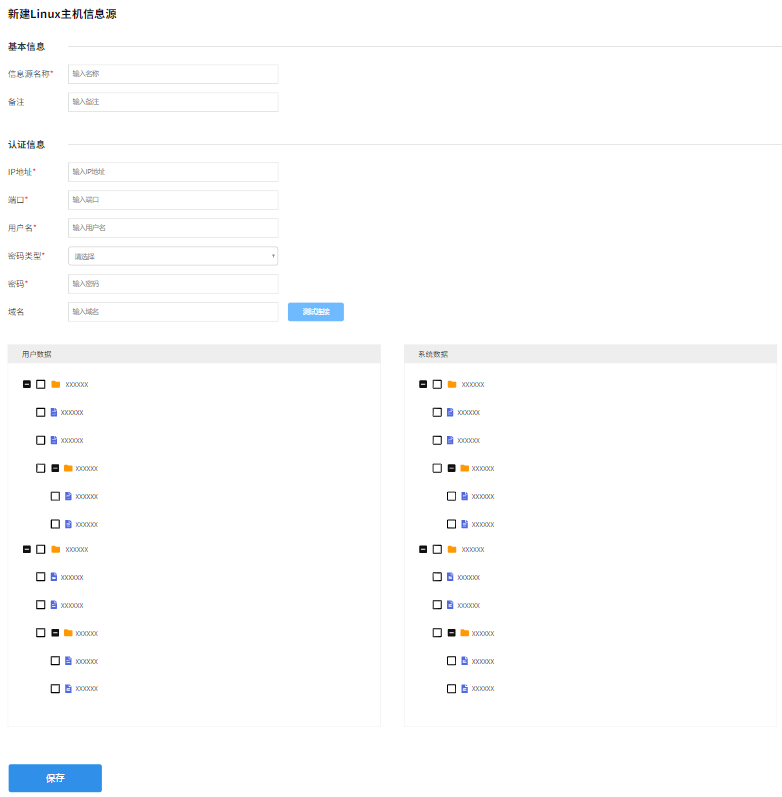 新建Linux主机信息源
基本信息
信息源名称* 输入名称
备注 输入备注
认证信息
IP地址* 输入IP地址
端口* 输入端口
用户名* 输入用户名
密码类型* 请选择
密码* 输入密码
域名 输入域名 测试连接
用户数据
xxxxxx
xxxxxx
xxxxxx
xxxxxx
xxxxxx
xxxxxx
xxxxxx
xxxxxx
xxxxxx
xxxxxx
xxxxxx
xxxxxx
系统数据
xxxxxx
xxxxxx
xxxxxx
xxxxxx
xxxxxx
xxxxxx
xxxxxx
xxxxxx
xxxxxx
xxxxxx
xxxxxx
xxxxxx
保存